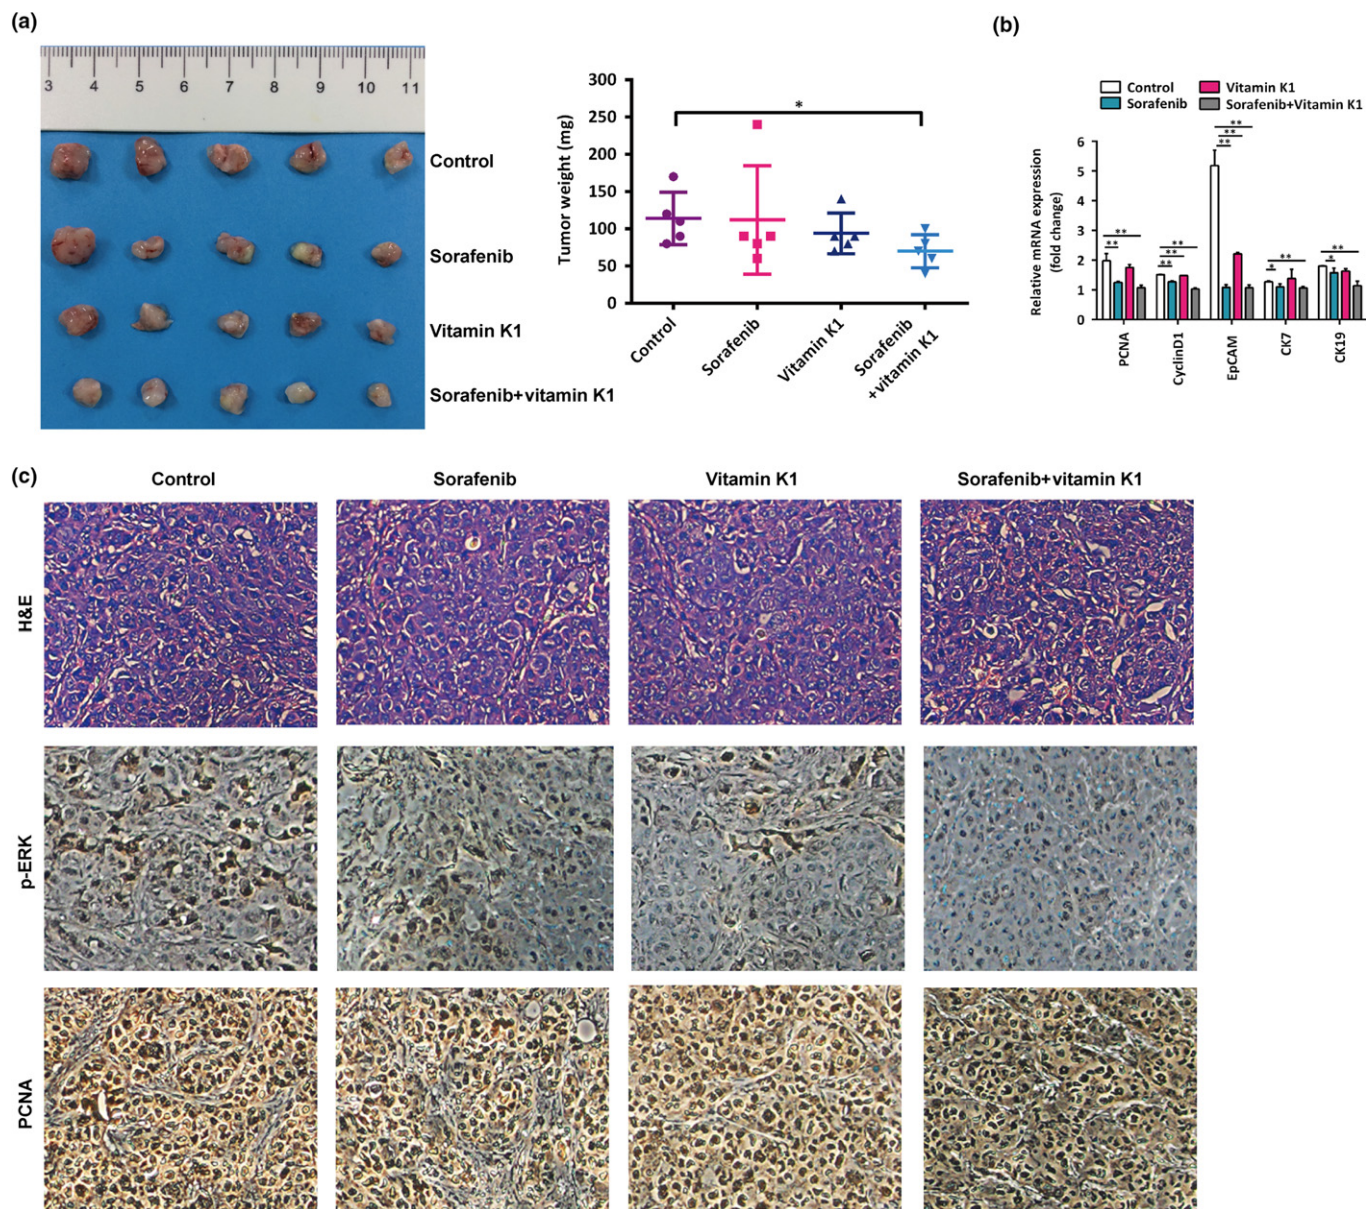 (a)
3 4 5 6 7 8 9 10 11
Control
Sorafenib
Vitamin K1
Sorafenib+vitamin K1
Tumor weight (mg)
300
250
200
150
100
50
0
*
Control
Sorafenib
Vitamin K1
Sorafenib
+vitamin K1
(b)
Control
Vitamin K1
Sorafenib
Sorafenib+Vitamin K1
Relative mRNA expression
(fold change)
6
5
4
3
2
1
0
** **
** ** **
** ** **
* **
* **
PCNA
CyclinD1
EpCAM
CK7
CK19
(c)
Control Sorafenib Vitamin K1 Sorafenib+vitamin K1
H&E
p-ERK
PCNA